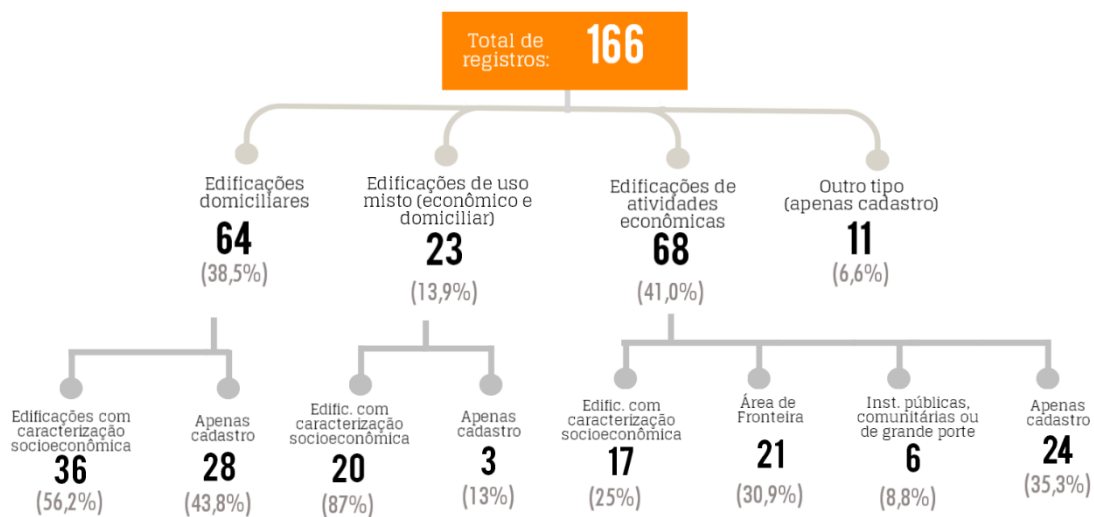 Total de
registros:
166
Edificações
domiciliares
64
(38,5%)
Edificações de uso
misto (econômico e
domiciliar)
23
(13,9%)
Edificações de
atividades
econômicas
68
(41,0%)
Outro tipo
(apenas cadastro)
11
(6,6%)
Edificações com
caracterização
socioeconômica
36
(56,2%)
Apenas
cadastro
28
(43,8%)
Edific. com
caracterização
socioeconômica
20
(87%)
Apenas
cadastro
3
(13%)
Edific. com
caracterização
socioeconômica
17
(25%)
Área de
Fronteira
21
(30,9%)
Inst. públicas,
comunitárias ou
de grande porte
6
(8,8%)
Apenas
cadastro
24
(35,3%)